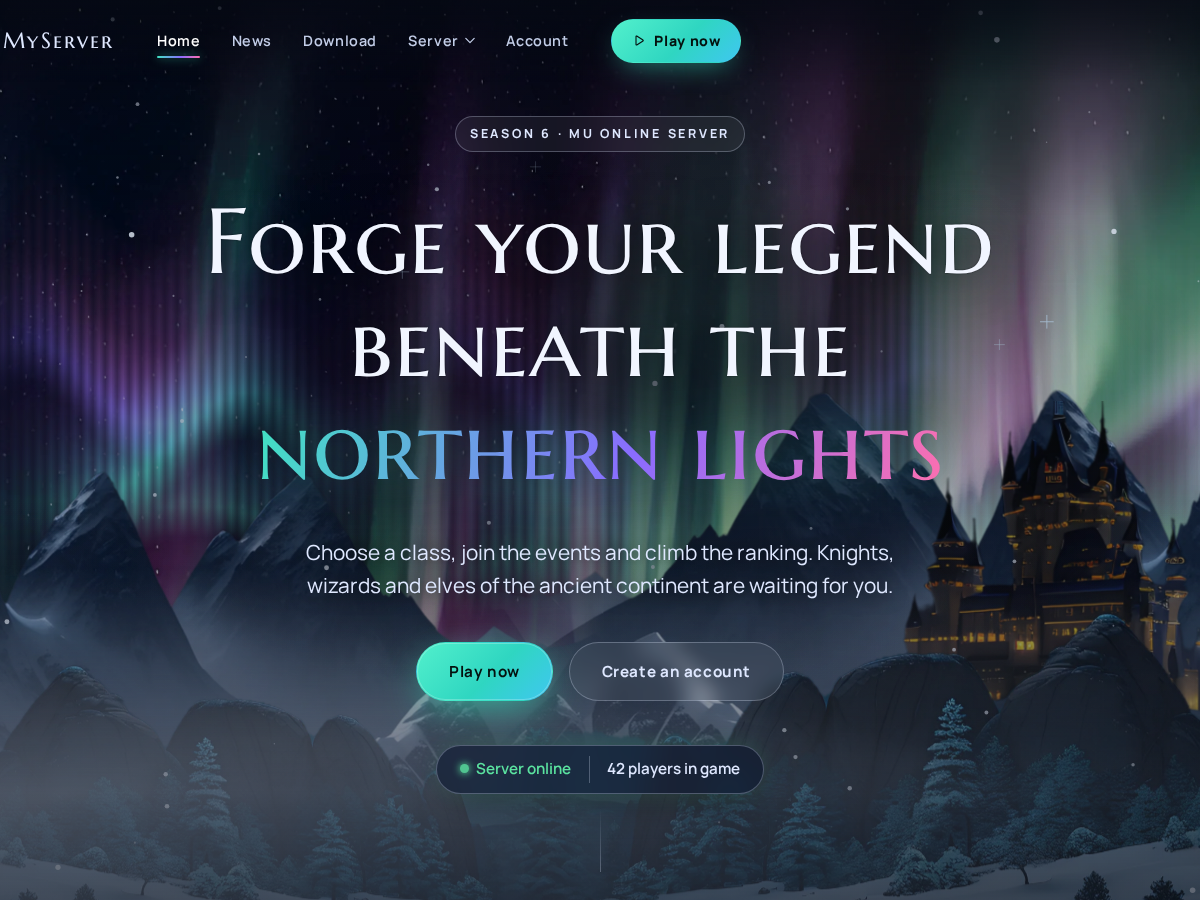 MyServer
Home
News
Download
Server
Account
Play now
SEASON 6 · MU ONLINE SERVER
Forge your legend
beneath the
northern lights
Choose a class, join the events and climb the ranking. Knights,
wizards and elves of the ancient continent are waiting for you.
Play now
Create an account
Server online
42 players in game